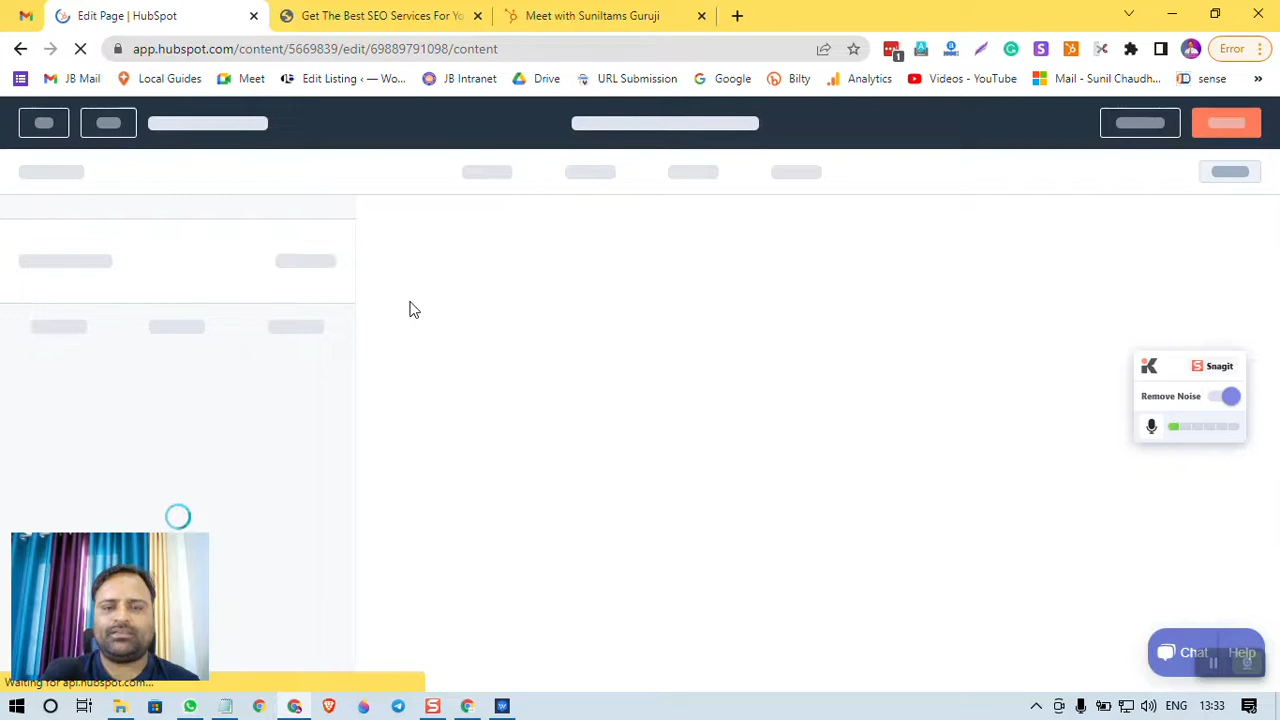 Edit Page | HubSpot
Get The Best SEO Services For Yo
Meet with Suniltams Guruji
app.hubspot.com/content/5669839/edit/69889791098/content
1
Error
JB Mail
Local Guides
Meet
Edit Listing ‹ — Wo...
JB Intranet
Drive
URL Submission
Google
Bilty
Analytics
Videos - YouTube
Mail - Sunil Chaudh...
sense
»
Snagit
Remove Noise
Chat
Help
Waiting for api.hubspot.com...
ENG
13:33